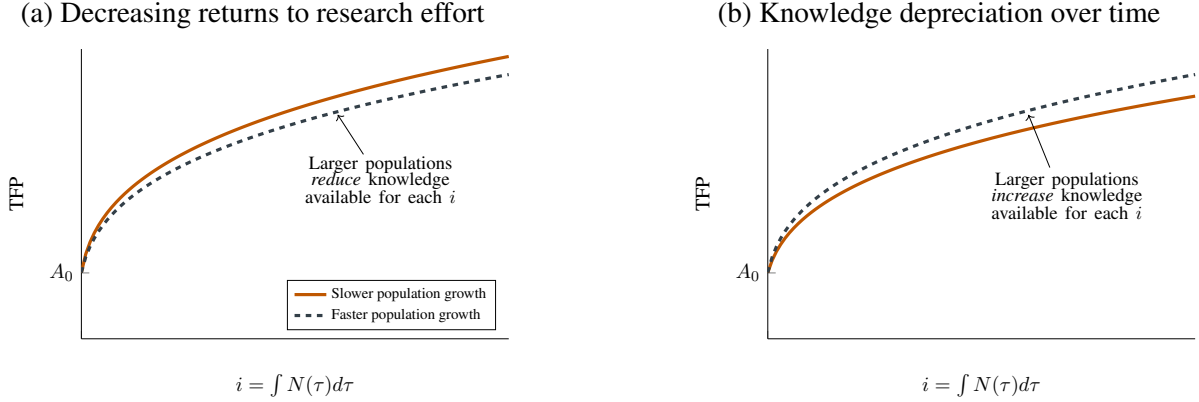 (a) Decreasing returns to research effort
TFP
A₀
Larger populations
reduce knowledge
available for each i
Slower population growth
Faster population growth
i = ∫ N(τ)dτ
(b) Knowledge depreciation over time
TFP
A₀
Larger populations
increase knowledge
available for each i
i = ∫ N(τ)dτ